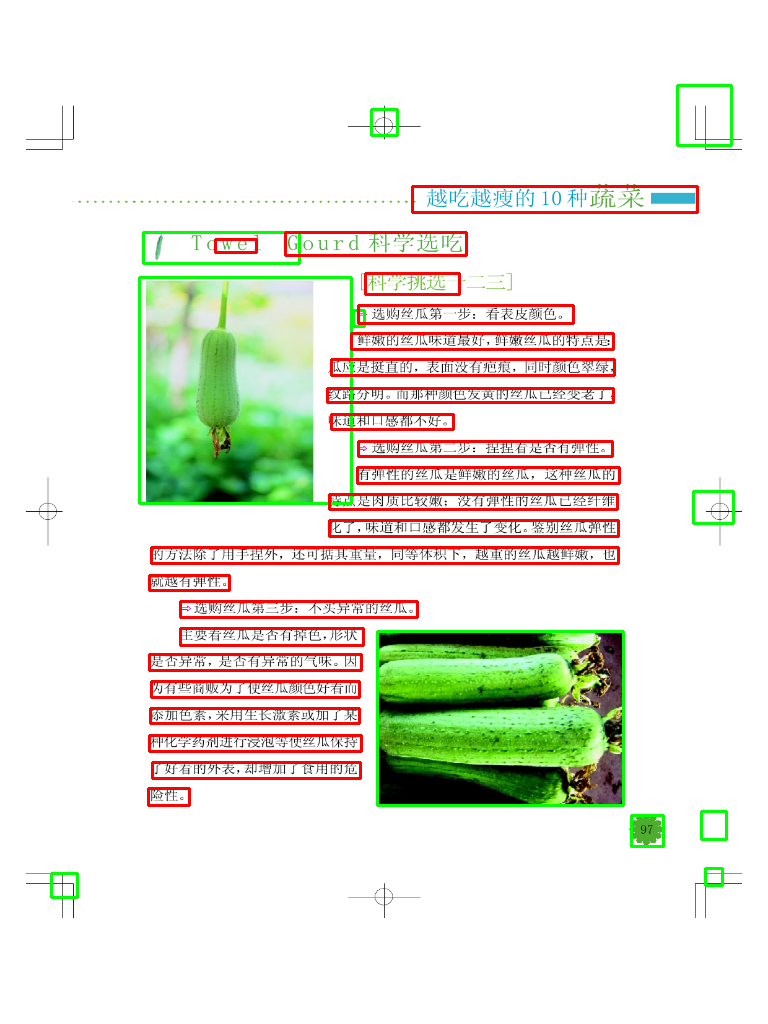 越吃越瘦的10种蔬菜
Towel Gourd 科学选吃
[科学挑选一二三]
⇨选购丝瓜第一步：看表皮颜色。
鲜嫩的丝瓜味道最好，鲜嫩丝瓜的特点是：
瓜应是挺直的，表面没有疤痕，同时颜色翠绿，
纹路分明。而那种颜色发黄的丝瓜已经变老了，
味道和口感都不好。
⇨选购丝瓜第二步：捏捏看是否有弹性。
有弹性的丝瓜是鲜嫩的丝瓜，这种丝瓜的
特点是肉质比较嫩；没有弹性的丝瓜已经纤维
化了，味道和口感都发生了变化。鉴别丝瓜弹性
的方法除了用手捏外，还可掂其重量，同等体积下，越重的丝瓜越鲜嫩，也
就越有弹性。
⇨选购丝瓜第三步：不买异常的丝瓜。
主要看丝瓜是否有掉色，形状
是否异常，是否有异常的气味。因
为有些商贩为了使丝瓜颜色好看而
添加色素，采用生长激素或加了某
种化学药剂进行浸泡等使丝瓜保持
了好看的外表，却增加了食用的危
险性。
97